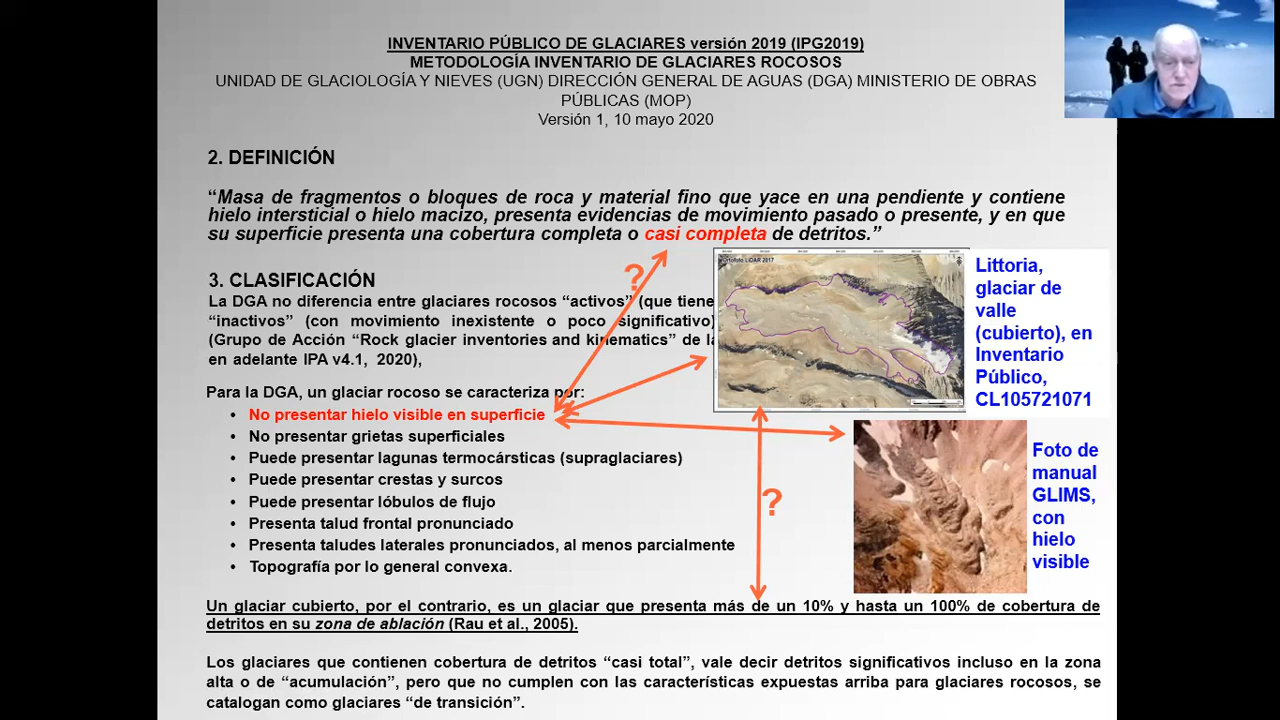 INVENTARIO PÚBLICO DE GLACIARES versión 2019 (IPG2019)
METODOLOGÍA INVENTARIO DE GLACIARES ROCOSOS
UNIDAD DE GLACIOLOGÍA Y NIEVES (UGN) DIRECCIÓN GENERAL DE AGUAS (DGA) MINISTERIO DE OBRAS
PÚBLICAS (MOP)
Versión 1, 10 mayo 2020
2. DEFINICIÓN
“Masa de fragmentos o bloques de roca y material fino que yace en una pendiente y contiene
hielo intersticial o hielo macizo, presenta evidencias de movimiento pasado o presente, y en que
su superficie presenta una cobertura completa o casi completa de detritos.”
3. CLASIFICACIÓN
La DGA no diferencia entre glaciares rocosos “activos” (que tiene
“inactivos” (con movimiento inexistente o poco significativo)
(Grupo de Acción “Rock glacier inventories and kinematics” de la
en adelante IPA v4.1, 2020),
Para la DGA, un glaciar rocoso se caracteriza por:
• No presentar hielo visible en superficie
• No presentar grietas superficiales
• Puede presentar lagunas termocársticas (supraglaciares)
• Puede presentar crestas y surcos
• Puede presentar lóbulos de flujo
• Presenta talud frontal pronunciado
• Presenta taludes laterales pronunciados, al menos parcialmente
• Topografía por lo general convexa.
?
Ortofoto LiDAR 2017
Littoria,
glaciar de
valle
(cubierto), en
Inventario
Público,
CL105721071
?
Foto de
manual
GLIMS,
con
hielo
visible
Un glaciar cubierto, por el contrario, es un glaciar que presenta más de un 10% y hasta un 100% de cobertura de
detritos en su zona de ablación (Rau et al., 2005).
Los glaciares que contienen cobertura de detritos “casi total”, vale decir detritos significativos incluso en la zona
alta o de “acumulación”, pero que no cumplen con las características expuestas arriba para glaciares rocosos, se
catalogan como glaciares “de transición”.